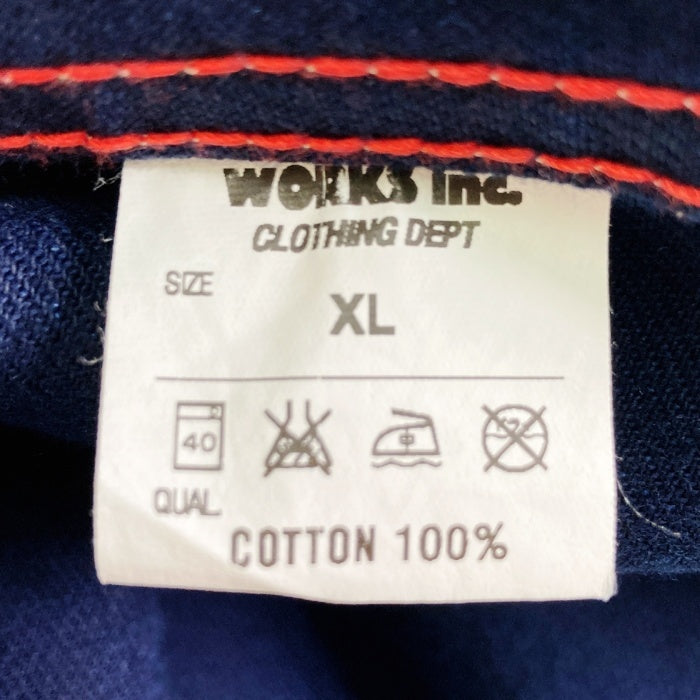 WORKS Inc.
CLOTHING DEPT
SIZE
XL
40
QUAL
COTTON 100%